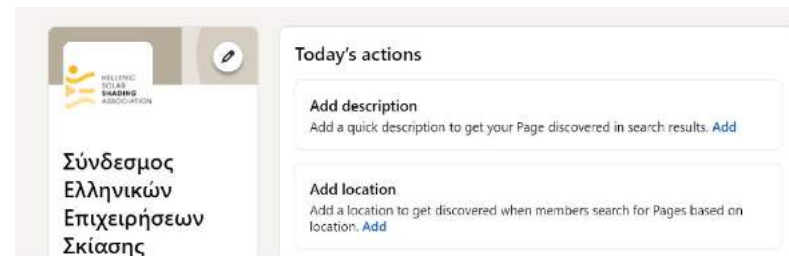 HELLENIC
SOLAR
SHADING
ASSOCIATION
Σύνδεσμος
Ελληνικών
Επιχειρήσεων
Σκίασης
Today's actions
Add description
Add a quick description to get your Page discovered in search results. Add
Add location
Add a location to get discovered when members search for Pages based on
location. Add